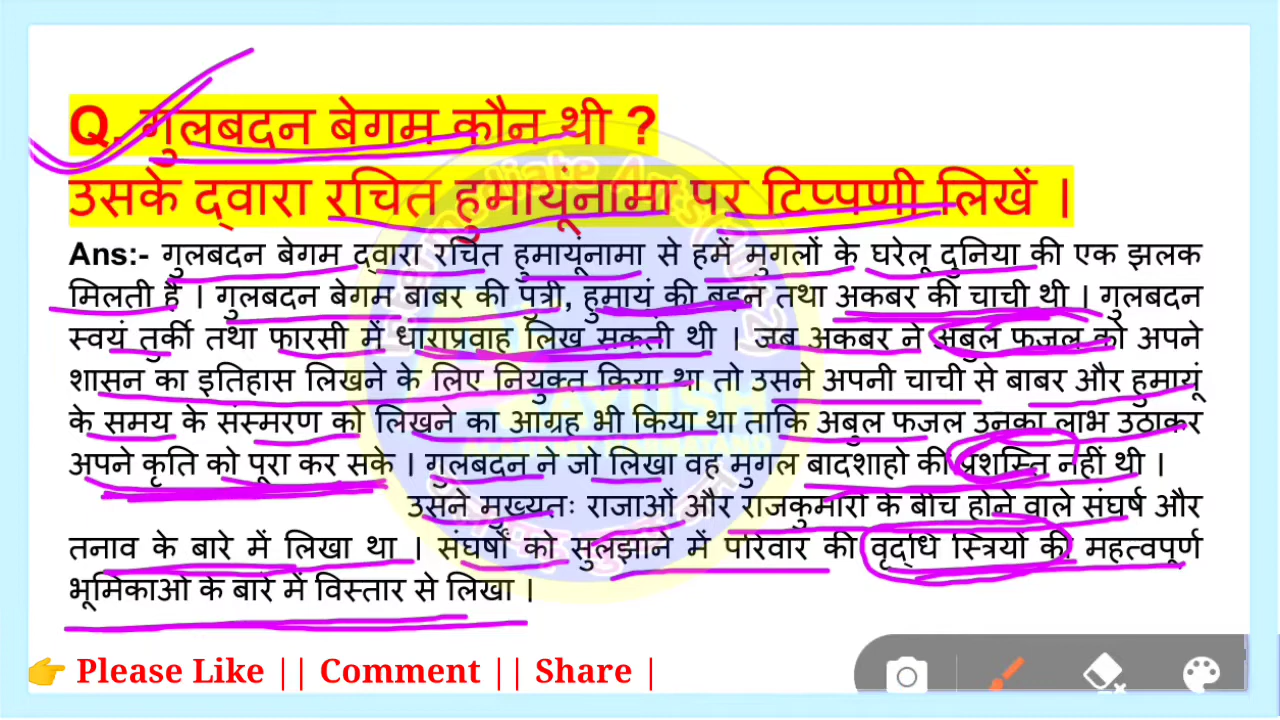 Q. गुलबदन बेगम कौन थी ?
उसके द्वारा रचित हुमायूंनामा पर टिप्पणी लिखें ।
Ans:- गुलबदन बेगम द्वारा रचित हुमायूंनामा से हमें मुगलों के घरेलू दुनिया की एक झलक
मिलती है । गुलबदन बेगम बाबर की पुत्री, हुमायूं की बहन तथा अकबर की चाची थी । गुलबदन
स्वयं तुर्की तथा फारसी में धाराप्रवाह लिख सकती थी । जब अकबर ने अबुल फजल को अपने
शासन का इतिहास लिखने के लिए नियुक्त किया था तो उसने अपनी चाची से बाबर और हुमायूं
के समय के संस्मरण को लिखने का आग्रह भी किया था ताकि अबुल फजल उनका लाभ उठाकर
अपने कृति को पूरा कर सके । गुलबदन ने जो लिखा वह मुगल बादशाहो की प्रशस्ति नहीं थी ।
उसने मुख्यतः राजाओं और राजकुमारों के बीच होने वाले संघर्ष और
तनाव के बारे में लिखा था । संघर्षों को सुलझाने में परिवार की वृद्धि स्त्रियों की महत्वपूर्ण
भूमिकाओं के बारे में विस्तार से लिखा ।
👉 Please Like || Comment || Share |